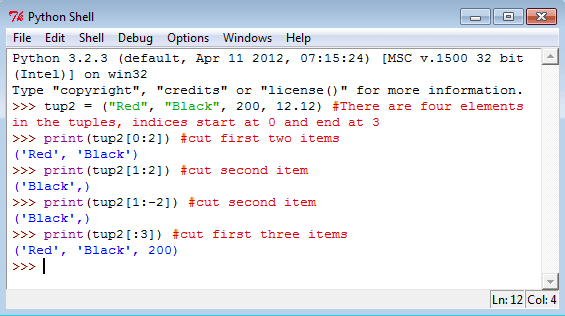 Python Shell
File Edit Shell Debug Options Windows Help
Python 3.2.3 (default, Apr 11 2012, 07:15:24) [MSC v.1500 32 bit
(Intel)] on win32
Type "copyright", "credits" or "license()" for more information.
>>> tup2 = ("Red", "Black", 200, 12.12) #There are four elements
in the tuples, indices start at 0 and end at 3
>>> print(tup2[0:2]) #cut first two items
('Red', 'Black')
>>> print(tup2[1:2]) #cut second item
('Black',)
>>> print(tup2[1:-2]) #cut second item
('Black',)
>>> print(tup2[:3]) #cut first three items
('Red', 'Black', 200)
>>>
Ln: 12 Col: 4